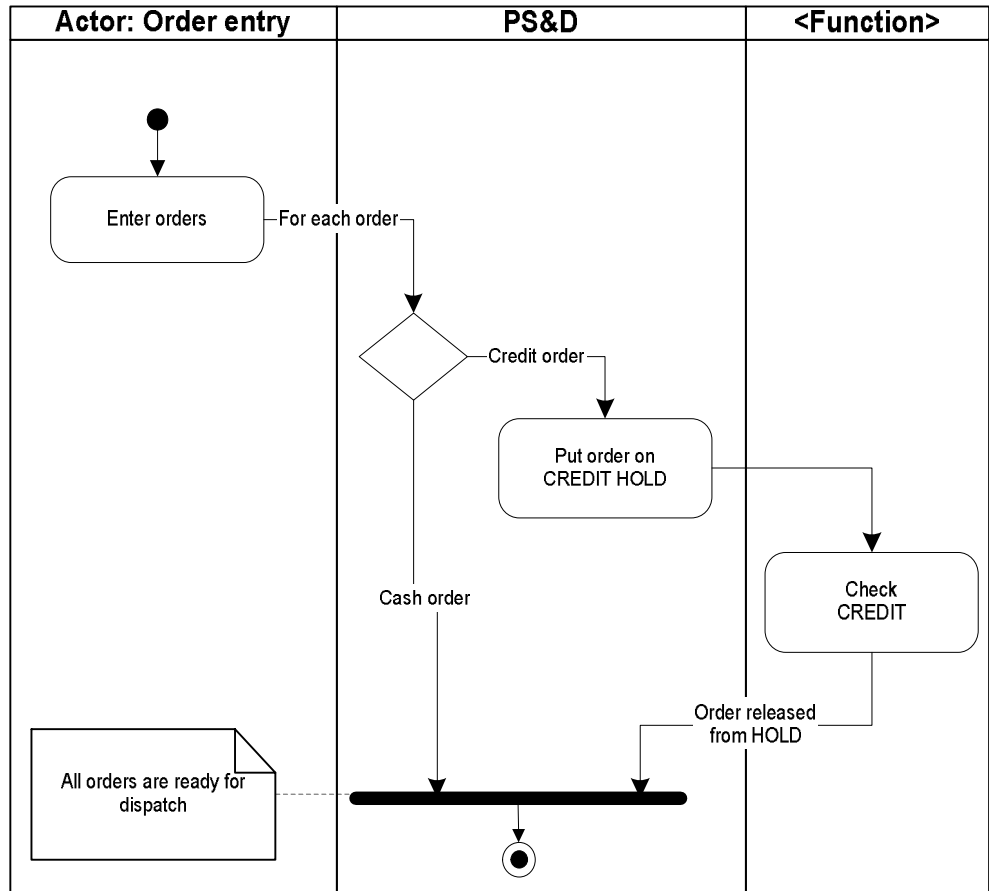 Actor: Order entry
PS&D
<Function>
Enter orders
For each order
Credit order
Put order on
CREDIT HOLD
Check
CREDIT
Cash order
Order released
from HOLD
All orders are ready for
dispatch